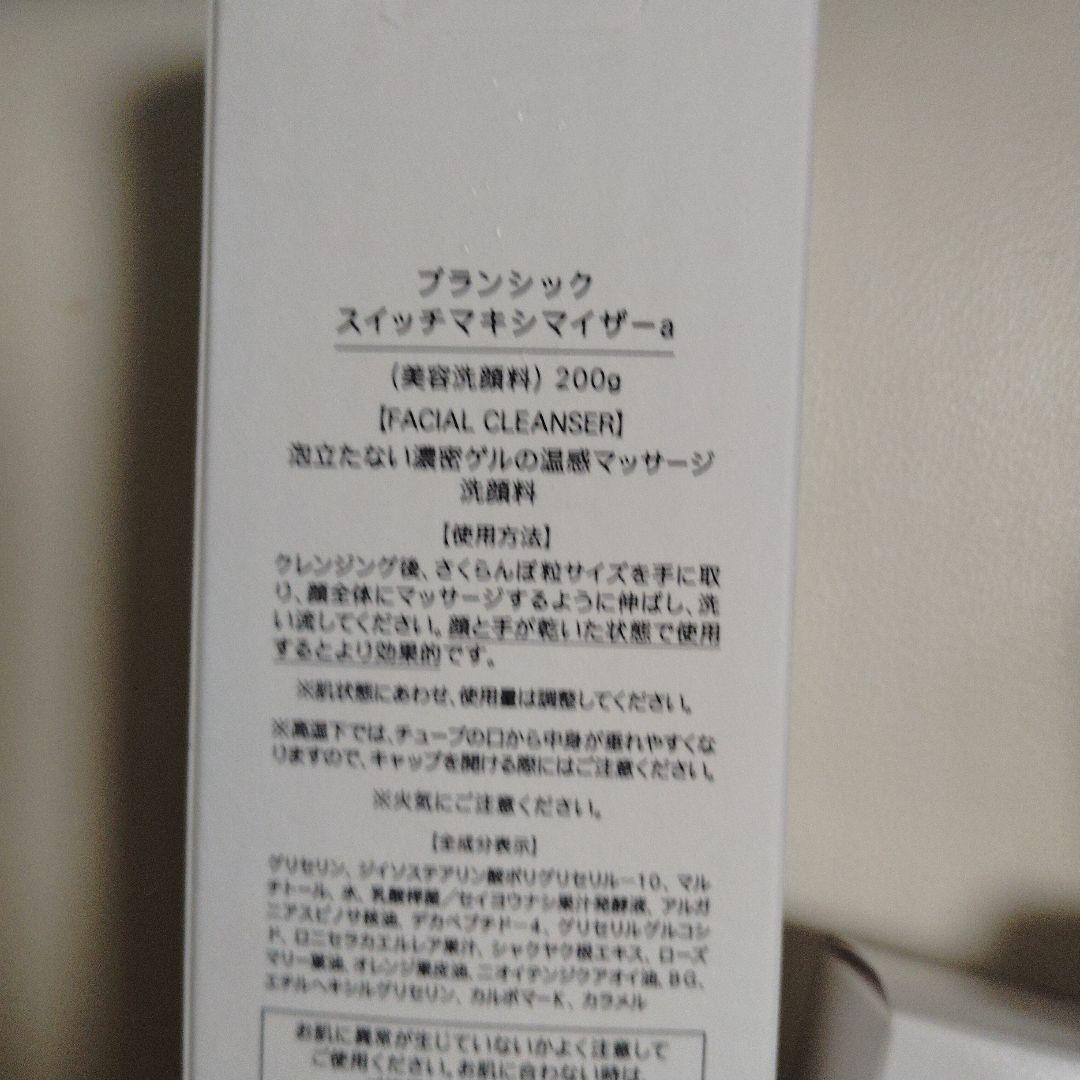 ブランシック
スイッチマキシマイザーa
(美容洗顔料) 200g
【FACIAL CLEANSER】
泡立たない濃密ゲルの温感マッサージ
洗顔料
【使用方法】
クレンジング後、さくらんぼ粒サイズを手に取
り、顔全体にマッサージするように伸ばし、洗
い流してください。顔と手が乾いた状態で使用
するとより効果的です。
※肌状態にあわせ、使用量は調整してください。
※高温下では、チューブの口から中身が垂れやすくな
りますので、キャップを開ける際にはご注意ください。
※火気にご注意ください。
【全成分表示】
グリセリン、ジイソステアリン酸ポリグリセリル-10、マル
チトール、水、乳酸桿菌/セイヨウナシ果汁発酵液、アルガ
ニアスピノサ核油、デカペプチド-4、グリセリルグルコシ
ド、ロニセラカエルレア果汁、シャクヤク根エキス、ローズ
マリー葉油、オレンジ果皮油、ニオイテンジクアオイ油、BG、
エチルヘキシルグリセリン、カルボマーK、カラメル
お肌に異常が生じていないかよく注意して
ご使用ください。お肌に合わない時は、